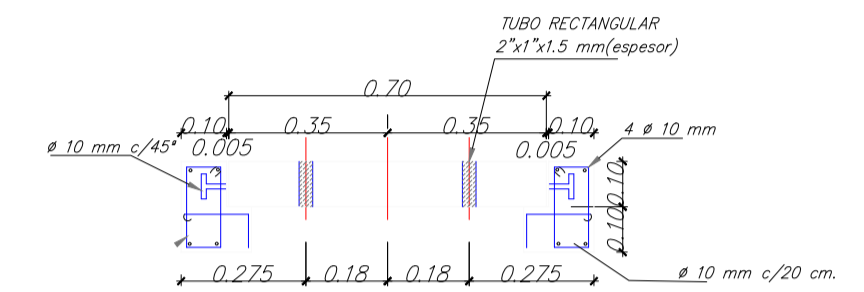 TUBO RECTANGULAR
2"x1"x1.5 mm(espesor)
0.70
0.10 0.35 0.35 0.10
4 ø 10 mm
ø 10 mm c/45°
0.005 0.005
0.10
0.10
0.275 0.18 0.18 0.275
ø 10 mm c/20 cm.